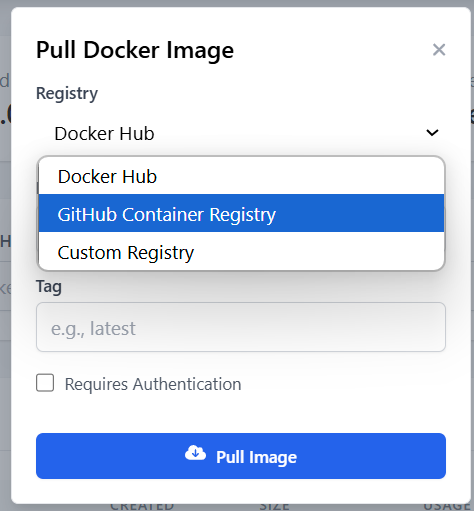 Pull Docker Image
×
Registry
Docker Hub
Docker Hub
GitHub Container Registry
Custom Registry
Tag
e.g., latest
Requires Authentication
Pull Image
CREATED SIZE USAGE